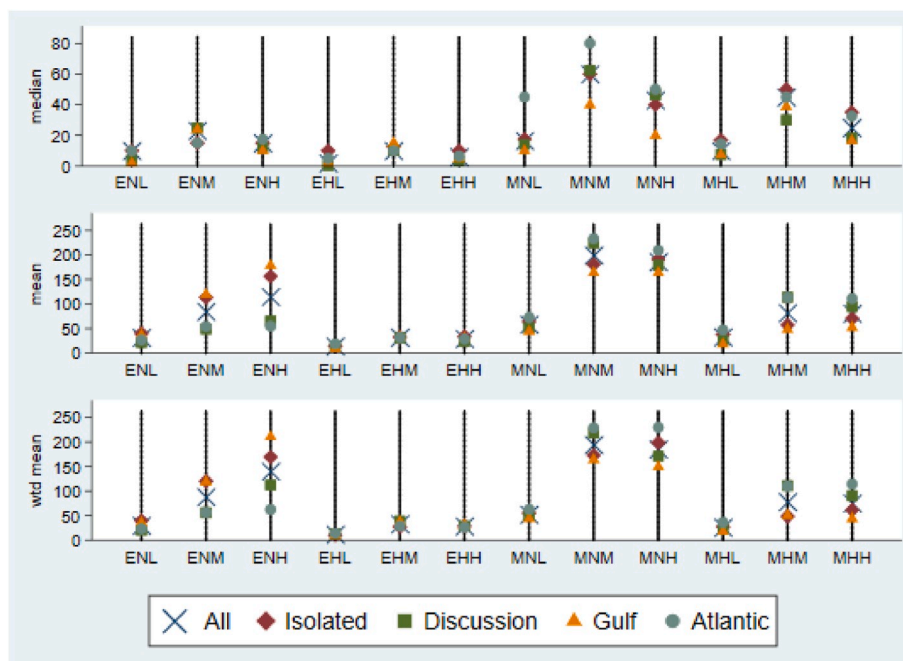 80
60
40
20
0
median
ENL ENM ENH EHL EHM EHH MNL MNM MNH MHL MHM MHH
250
200
150
100
50
0
mean
ENL ENM ENH EHL EHM EHH MNL MNM MNH MHL MHM MHH
250
200
150
100
50
0
wtd mean
ENL ENM ENH EHL EHM EHH MNL MNM MNH MHL MHM MHH
All Isolated Discussion Gulf Atlantic